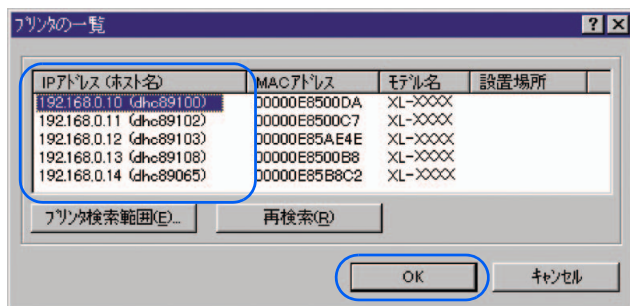 プリンタの一覧
IPアドレス（ホスト名） MACアドレス モデル名 設置場所
192.168.0.10 (dhc89100) 00000E8500DA XL-XXXX
192.168.0.11 (dhc89102) 00000E8500C7 XL-XXXX
192.168.0.12 (dhc89103) 00000E85AE4E XL-XXXX
192.168.0.13 (dhc89108) 00000E8500B8 XL-XXXX
192.168.0.14 (dhc89065) 00000E85B8C2 XL-XXXX
プリンタ検索範囲(E)... 再検索(R)
OK キャンセル